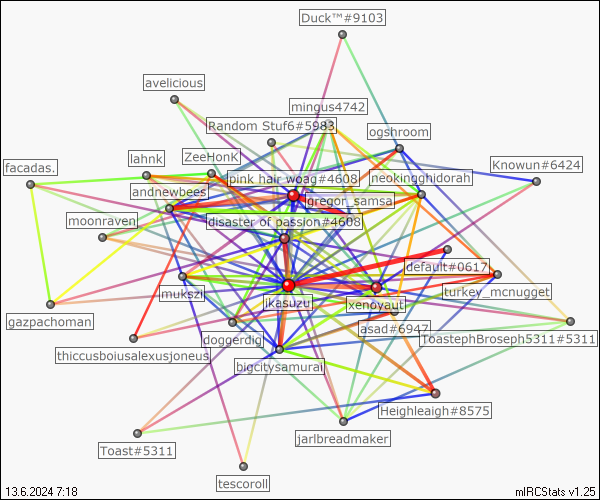 Duck™#9103
avelicious
mingus4742
Random Stuf6#5983
ogshroom
lahnk
ZeeHonK
Knowun#6424
facadas.
pink hair woag#4608
neokingghidorah
andnewbees
gregor_samsa
moonraven
disaster of passion#4608
default#0617
mukszi
ikasuzu
turkey_mcnugget
xenoyaut
gazpachoman
asad#6947
doggerdig
ToastephBroseph5311#5311
thiccusboiusalexusjoneus
bigcitysamurai
Heighleaigh#8575
jarlbreadmaker
Toast#5311
tescoroll
13.6.2024 7:18
mIRCStats v1.25